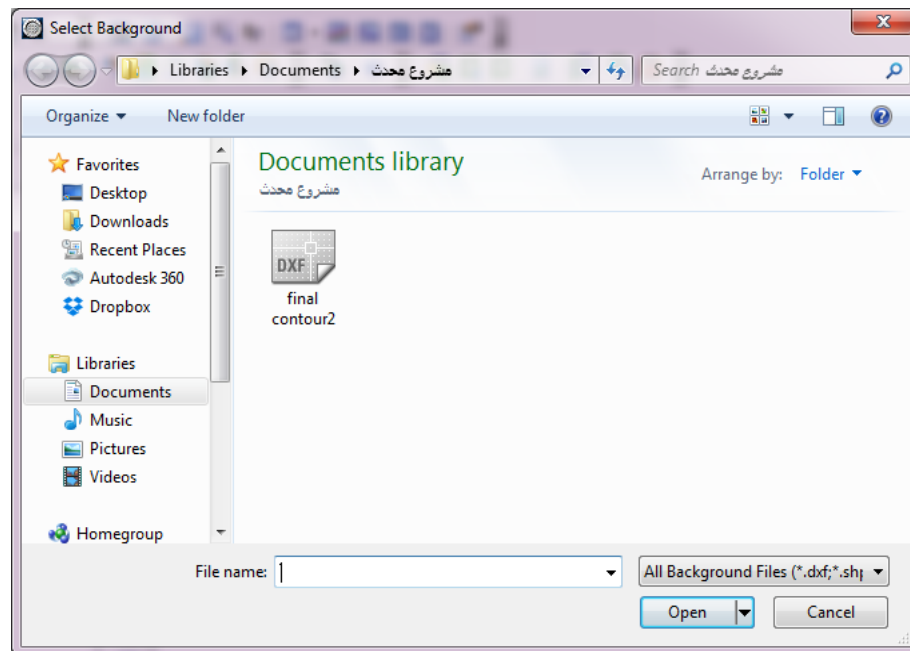 Select Background
Libraries Documents مشروع محدث
Search مشروع محدث
Organize New folder
Favorites
Desktop
Downloads
Recent Places
Autodesk 360
Dropbox
Libraries
Documents
Music
Pictures
Videos
Homegroup
Documents library
مشروع محدث
Arrange by: Folder
DXF
final
contour2
File name:
All Background Files (*.dxf;*.shp
Open Cancel